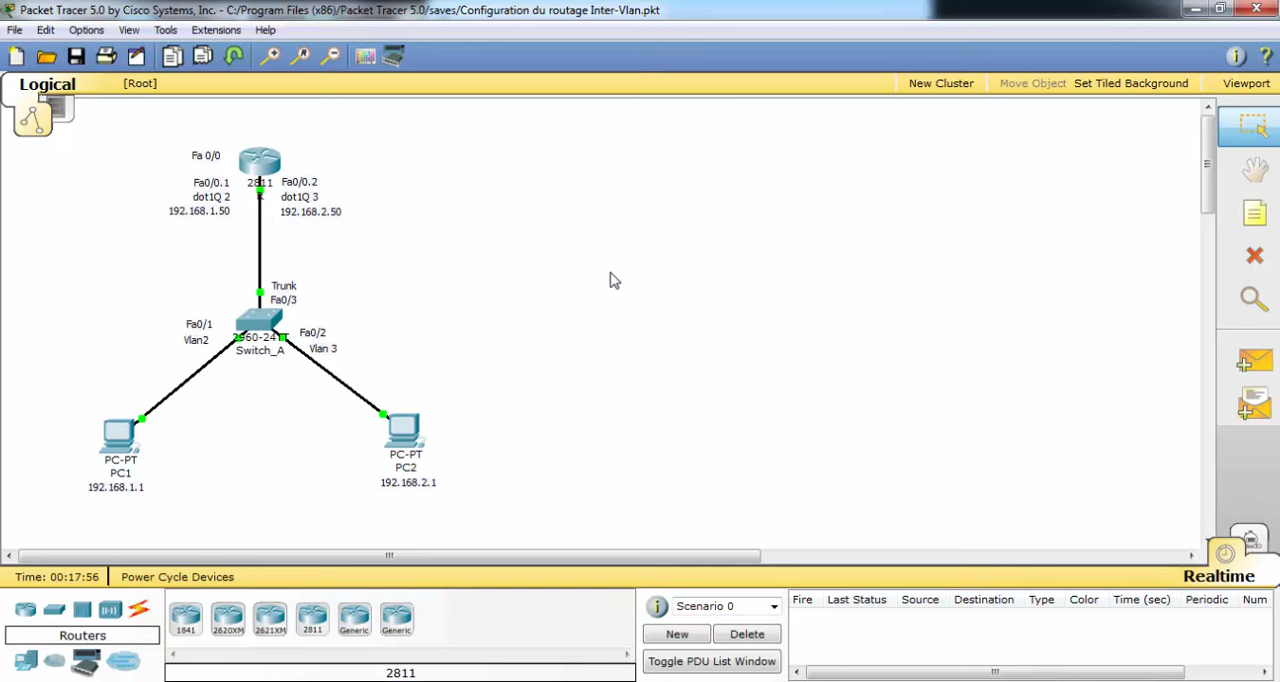 Packet Tracer 5.0 by Cisco Systems, Inc. - C:/Program Files (x86)/Packet Tracer 5.0/saves/Configuration du routage Inter-Vlan.pkt
File Edit Options View Tools Extensions Help
Logical [Root] New Cluster Move Object Set Tiled Background Viewport
Fa 0/0
2811
Fa0/0.1
dot1Q 2
192.168.1.50
Fa0/0.2
dot1Q 3
192.168.2.50
Trunk
Fa0/3
Fa0/1
Vlan2
Fa0/2
Vlan 3
Switch_A
PC-PT
PC1
192.168.1.1
PC-PT
PC2
192.168.2.1
Time: 00:17:56 Power Cycle Devices
Realtime
Routers
1841 2620XM 2621XM 2811 Generic Generic
2811
Scenario 0
New Delete
Toggle PDU List Window
Fire Last Status Source Destination Type Color Time (sec) Periodic Num